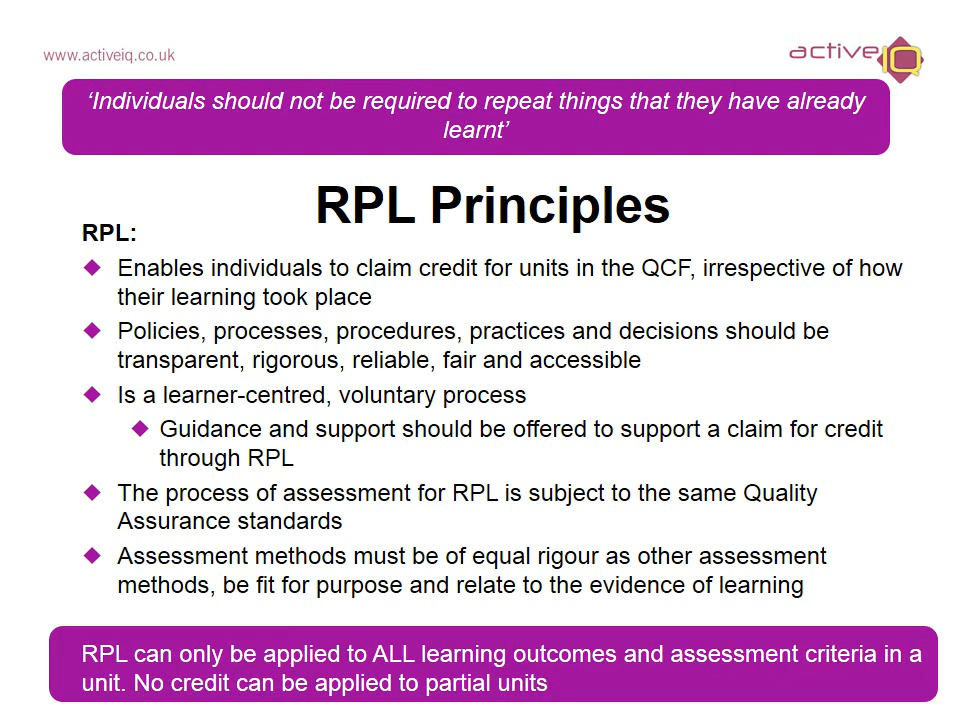 www.activeiq.co.uk
active IQ
‘Individuals should not be required to repeat things that they have already
learnt’
RPL Principles
RPL:
Enables individuals to claim credit for units in the QCF, irrespective of how
their learning took place
Policies, processes, procedures, practices and decisions should be
transparent, rigorous, reliable, fair and accessible
Is a learner-centred, voluntary process
Guidance and support should be offered to support a claim for credit
through RPL
The process of assessment for RPL is subject to the same Quality
Assurance standards
Assessment methods must be of equal rigour as other assessment
methods, be fit for purpose and relate to the evidence of learning
RPL can only be applied to ALL learning outcomes and assessment criteria in a
unit. No credit can be applied to partial units